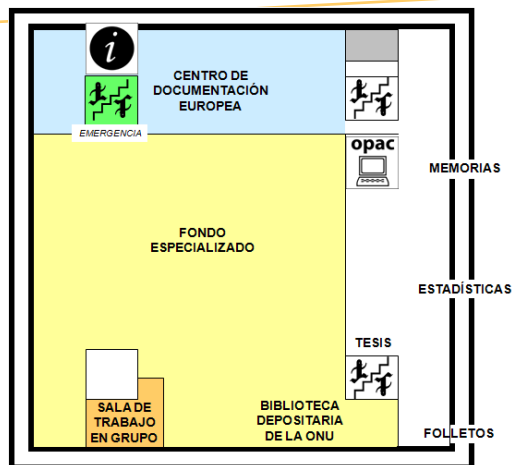 i
CENTRO DE
DOCUMENTACIÓN
EUROPEA
EMERGENCIA
opac
MEMORIAS
FONDO
ESPECIALIZADO
ESTADÍSTICAS
TESIS
SALA DE
TRABAJO
EN GRUPO
BIBLIOTECA
DEPOSITARIA
DE LA ONU
FOLLETOS